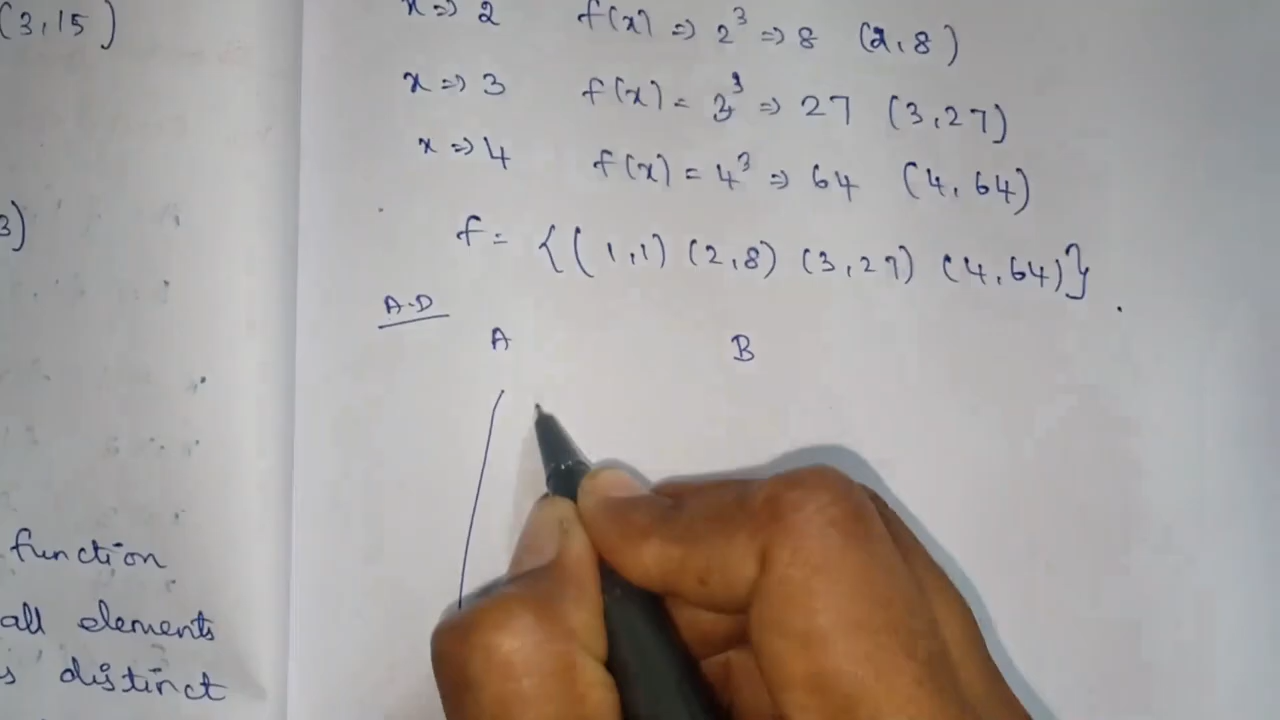 (3,15)
3)
function
all elements
s distinct
x => 2 f(x) => 2³ => 8 (2,8)
x => 3 f(x) = 3³ => 27 (3,27)
x => 4 f(x) = 4³ => 64 (4,64)
f = {(1,1) (2,8) (3,27) (4,64)}
A.D
A B